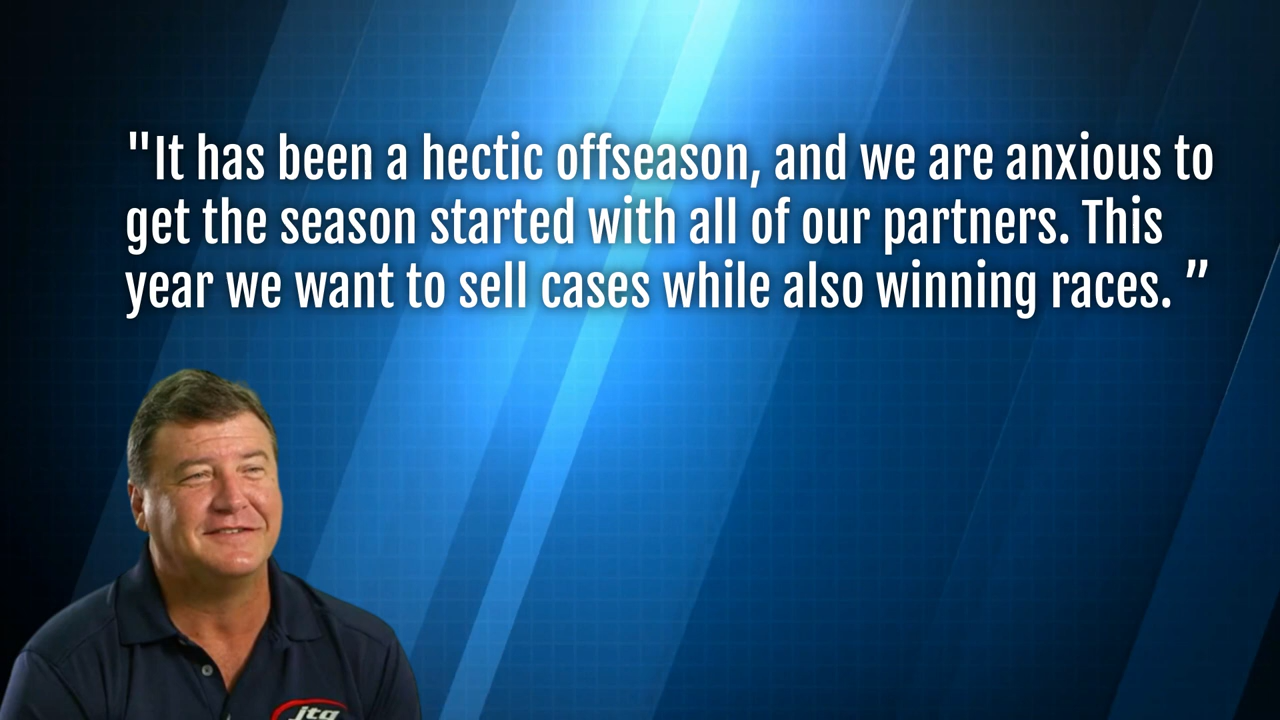 "It has been a hectic offseason, and we are anxious to
get the season started with all of our partners. This
year we want to sell cases while also winning races. ”
jtg